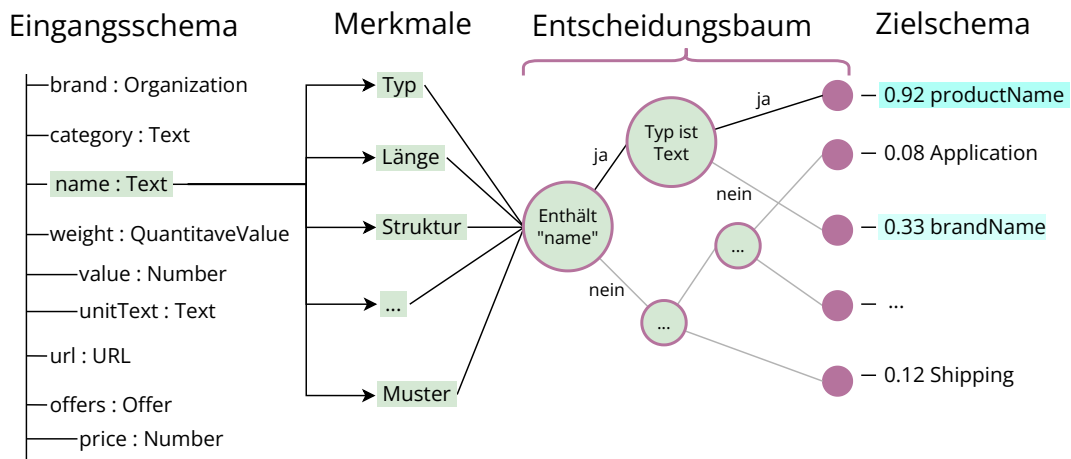 Eingangsschema
Merkmale
Entscheidungsbaum
Zielschema
brand : Organization
category : Text
name : Text
weight : QuantitaveValue
value : Number
unitText : Text
url : URL
offers : Offer
price : Number
Typ
Länge
Struktur
...
Muster
Enthält
"name"
ja
nein
Typ ist
Text
ja
nein
...
...
0.92 productName
0.08 Application
0.33 brandName
...
0.12 Shipping